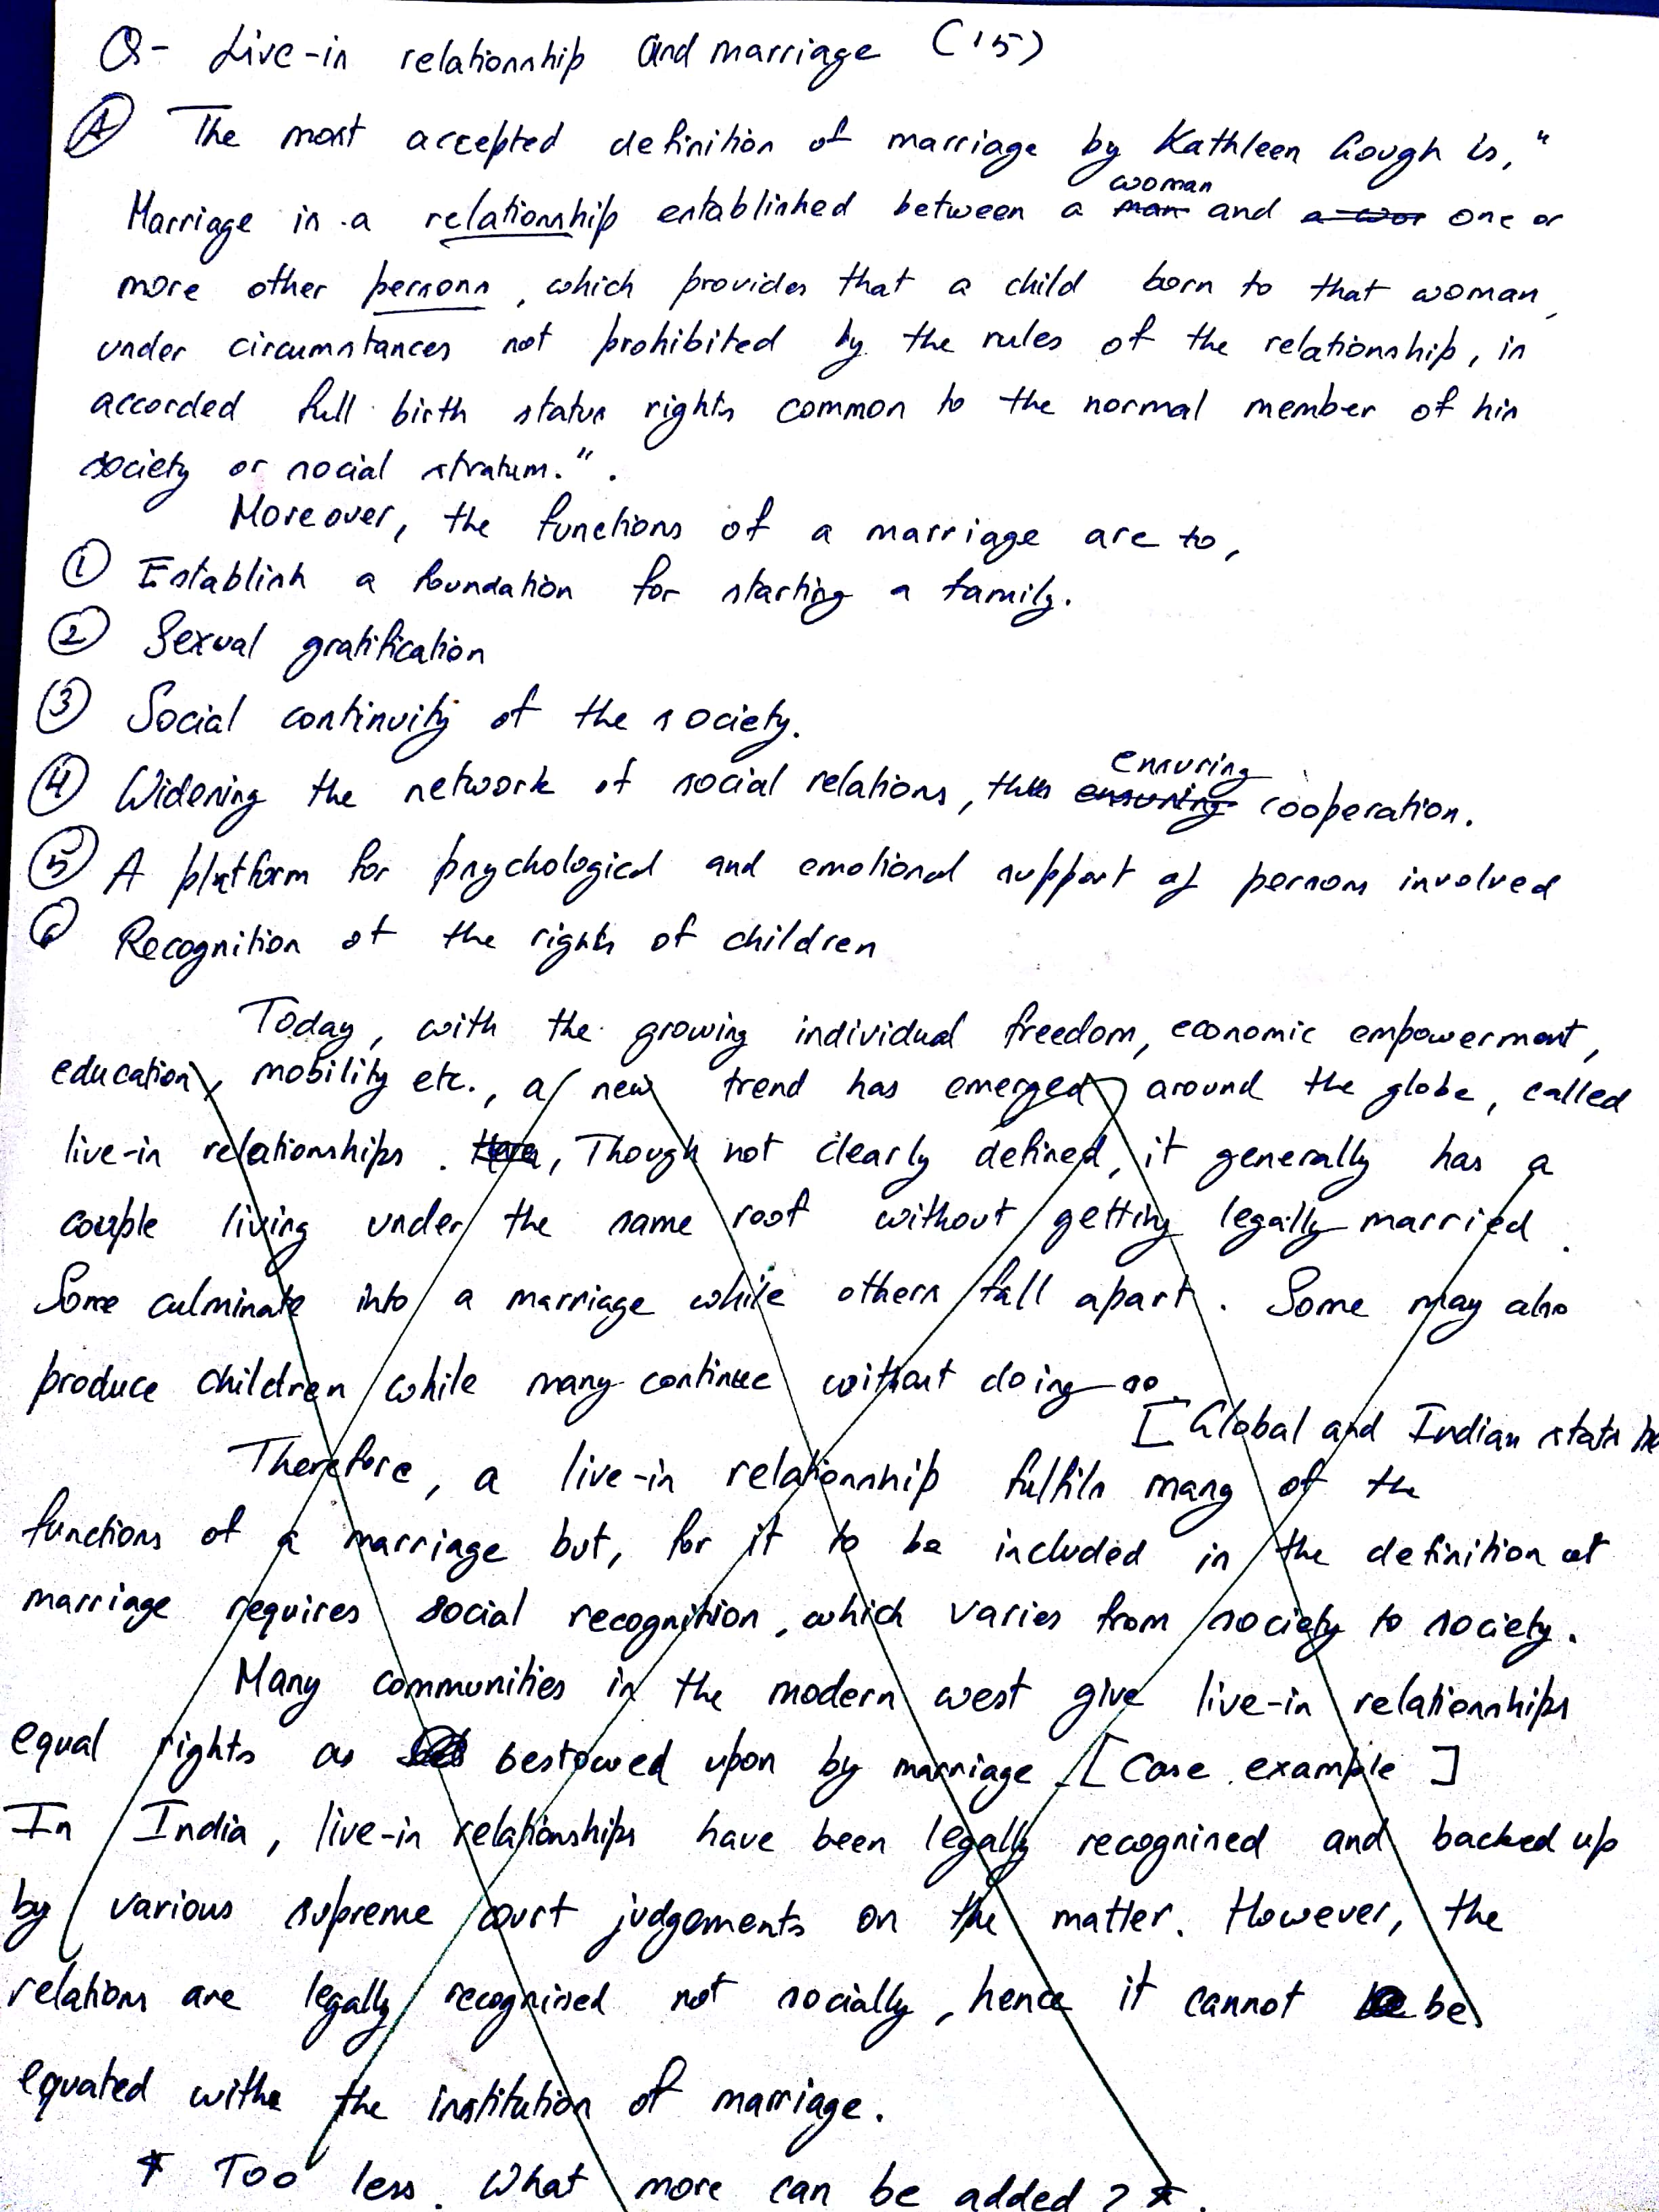 Q- Live-in relationship and marriage (15)
(A) The most accepted definition of marriage by Kathleen Gough is, "
Marriage is a relationship established between a man woman and a wo one or
more other persons, which provides that a child born to that woman,
under circumstances not prohibited by the rules of the relationship, is
accorded full birth status rights common to the normal member of his
society or social stratum.".
Moreover, the functions of a marriage are to,
(1) Establish a foundation for starting a family.
(2) Sexual gratification
(3) Social continuity of the society.
(4) Widening the network of social relations, thus ensuring ensuring cooperation.
(5) A platform for psychological and emotional support of persons involved
(6) Recognition of the rights of children
Today, with the growing individual freedom, economic empowerment,
education, mobility etc., a new trend has emerged around the globe, called
live-in relationships. Here, Though not clearly defined, it generally has a
couple living under the same roof without getting legally married.
Some culminate into a marriage while others fall apart. Some may also
produce children while many continue without doing so.
[Global and Indian stats
Therefore, a live-in relationship fulfils many of the
functions of a marriage but, for it to be included in the definition of
marriage requires social recognition, which varies from society to society.
Many communities in the modern west give live-in relationships
equal rights as bestowed upon by marriage. [Case example]
In India, live-in relationships have been legally recognised and backed up
by various supreme court judgements on the matter. However, the
relations are legally recognised not socially, hence it cannot be
equated withe the institution of marriage.
* Too less. What more can be added? *.